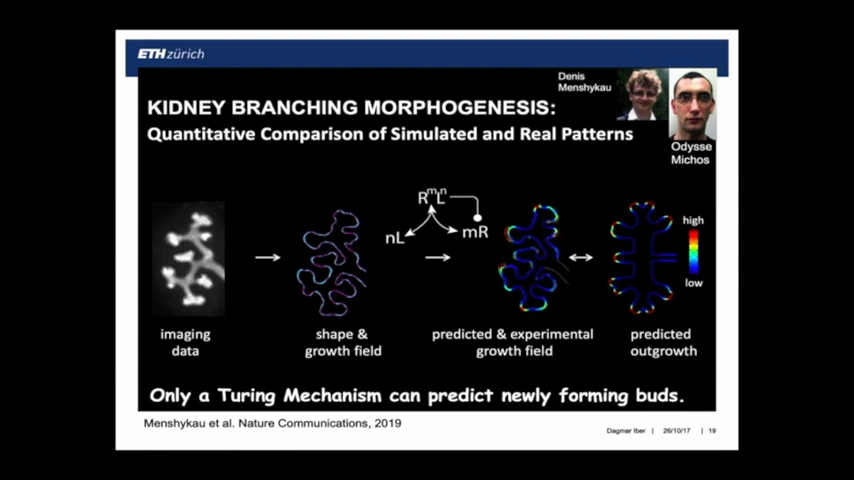 ETH zürich
Denis
Menshykau
KIDNEY BRANCHING MORPHOGENESIS:
Quantitative Comparison of Simulated and Real Patterns
Odysse
Michos
RmLn
nL
mR
high
low
imaging
data
shape &
growth field
predicted & experimental
growth field
predicted
outgrowth
Only a Turing Mechanism can predict newly forming buds.
Menshykau et al. Nature Communications, 2019
Dagmar Iber | 26/10/17 | 19